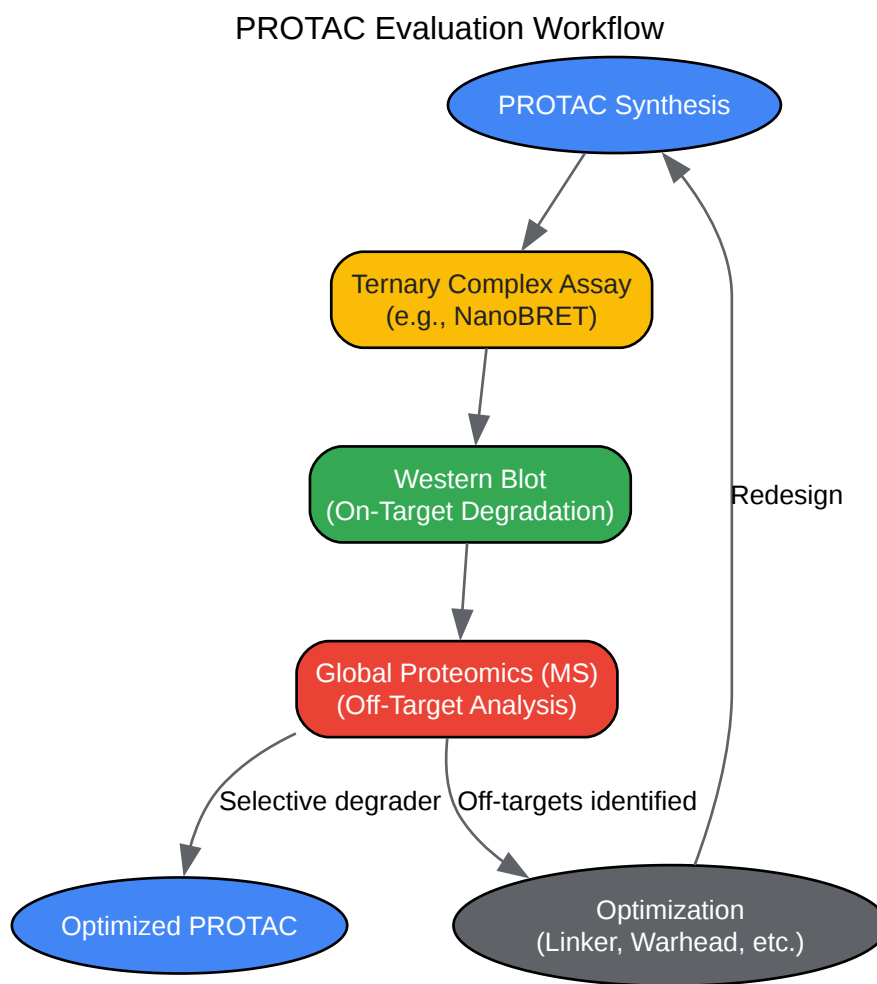 PROTAC Evaluation Workflow
PROTAC Synthesis
Ternary Complex Assay
(e.g., NanoBRET)
Western Blot
(On-Target Degradation)
Redesign
Global Proteomics (MS)
(Off-Target Analysis)
Selective degrader
Off-targets identified
Optimized PROTAC
Optimization
(Linker, Warhead, etc.)